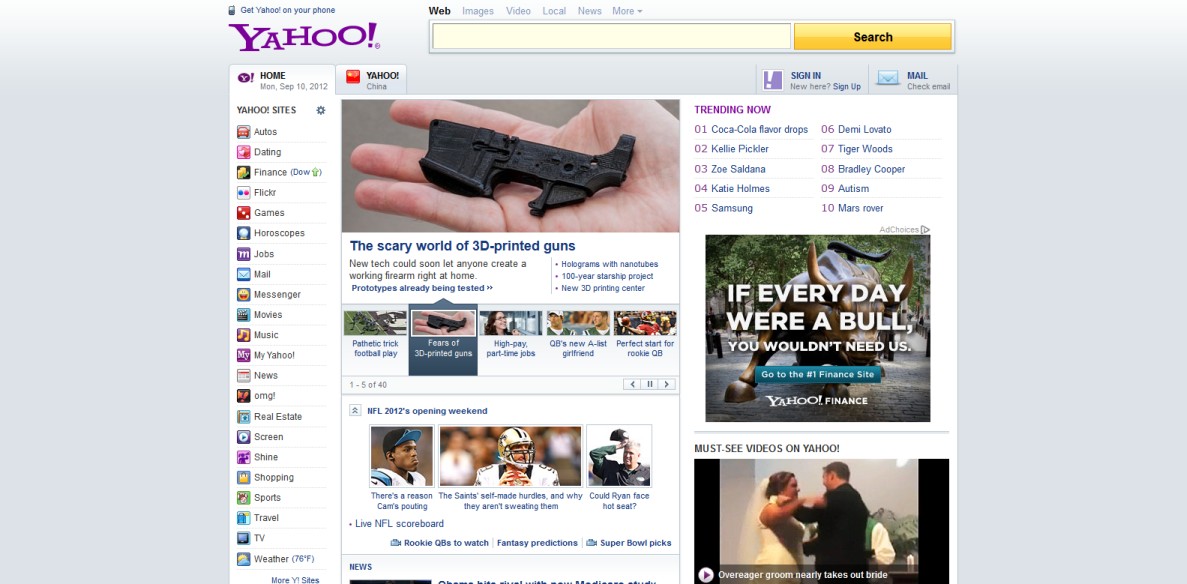 Get Yahoo! on your phone
YAHOO!®
Web Images Video Local News More
Search
HOME
Mon, Sep 10, 2012
YAHOO!
China
SIGN IN
New here? Sign Up
MAIL
Check email
YAHOO! SITES
Autos
Dating
Finance (Dow)
Flickr
Games
Horoscopes
Jobs
Mail
Messenger
Movies
Music
My Yahoo!
News
omg!
Real Estate
Screen
Shine
Shopping
Sports
Travel
TV
Weather (76°F)
More Y! Sites
The scary world of 3D-printed guns
New tech could soon let anyone create a
working firearm right at home.
Prototypes already being tested »
• Holograms with nanotubes
• 100-year starship project
• New 3D printing center
Pathetic trick
football play
Fears of
3D-printed guns
High-pay,
part-time jobs
QB's new A-list
girlfriend
Perfect start for
rookie QB
1 - 5 of 40
NFL 2012's opening weekend
There's a reason
Cam's pouting
The Saints' self-made hurdles, and why
they aren't sweating them
Could Ryan face
hot seat?
• Live NFL scoreboard
Rookie QBs to watch | Fantasy predictions | Super Bowl picks
NEWS
Obama hits rival with new Medicare study
TRENDING NOW
01 Coca-Cola flavor drops
02 Kellie Pickler
03 Zoe Saldana
04 Katie Holmes
05 Samsung
06 Demi Lovato
07 Tiger Woods
08 Bradley Cooper
09 Autism
10 Mars rover
AdChoices
IF EVERY DAY
WERE A BULL,
YOU WOULDN'T NEED US.
Go to the #1 Finance Site
YAHOO! FINANCE
MUST-SEE VIDEOS ON YAHOO!
Overeager groom nearly takes out bride